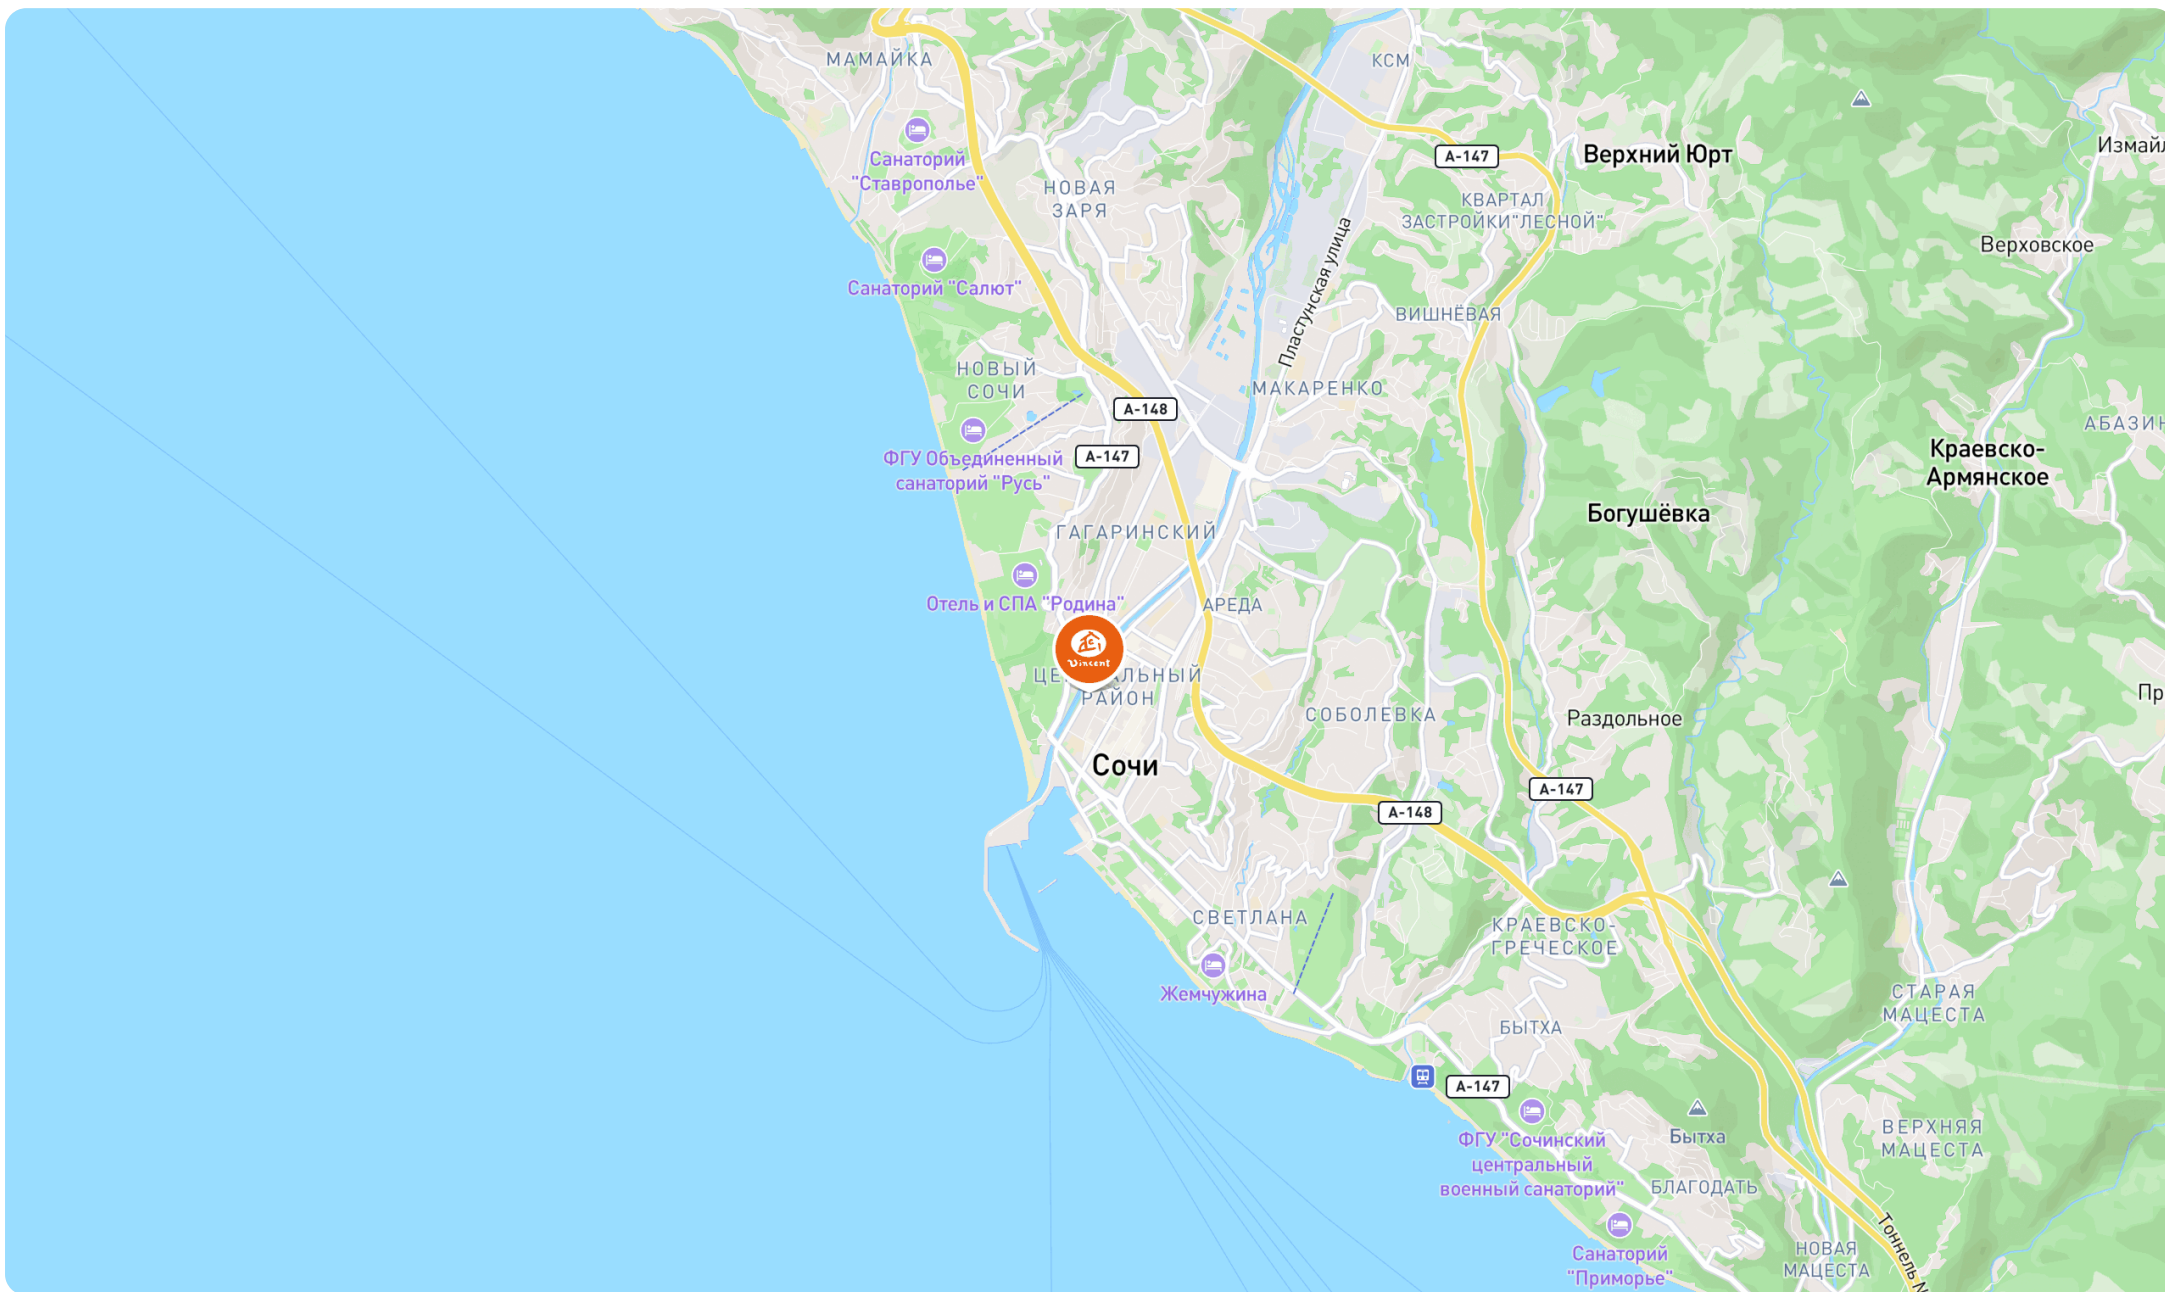 МАМАЙКА
КСМ
Санаторий
"Ставрополье"
А-147
Верхний Юрт
НОВАЯ
ЗАРЯ
КВАРТАЛ
ЗАСТРОЙКИ"ЛЕСНОЙ"
Верховское
Санаторий "Салют"
Пластунская улица
ВИШНЁВАЯ
НОВЫЙ
СОЧИ
МАКАРЕНКО
А-148
А-147
ФГУ Объединенный
санаторий "Русь"
Краевско-
Армянское
Богушёвка
ГАГАРИНСКИЙ
Отель и СПА "Родина"
АРЕДА
Vincent
РАЙОН
СОБОЛЕВКА
Раздольное
Сочи
А-147
А-148
СВЕТЛАНА
КРАЕВСКО-
ГРЕЧЕСКОЕ
Жемчужина
СТАРАЯ
МАЦЕСТА
БЫТХА
А-147
Бытха
ВЕРХНЯЯ
МАЦЕСТА
ФГУ "Сочинский
центральный
военный санаторий"
БЛАГОДАТЬ
Тоннель
Санаторий
"Приморье"
НОВАЯ
МАЦЕСТА